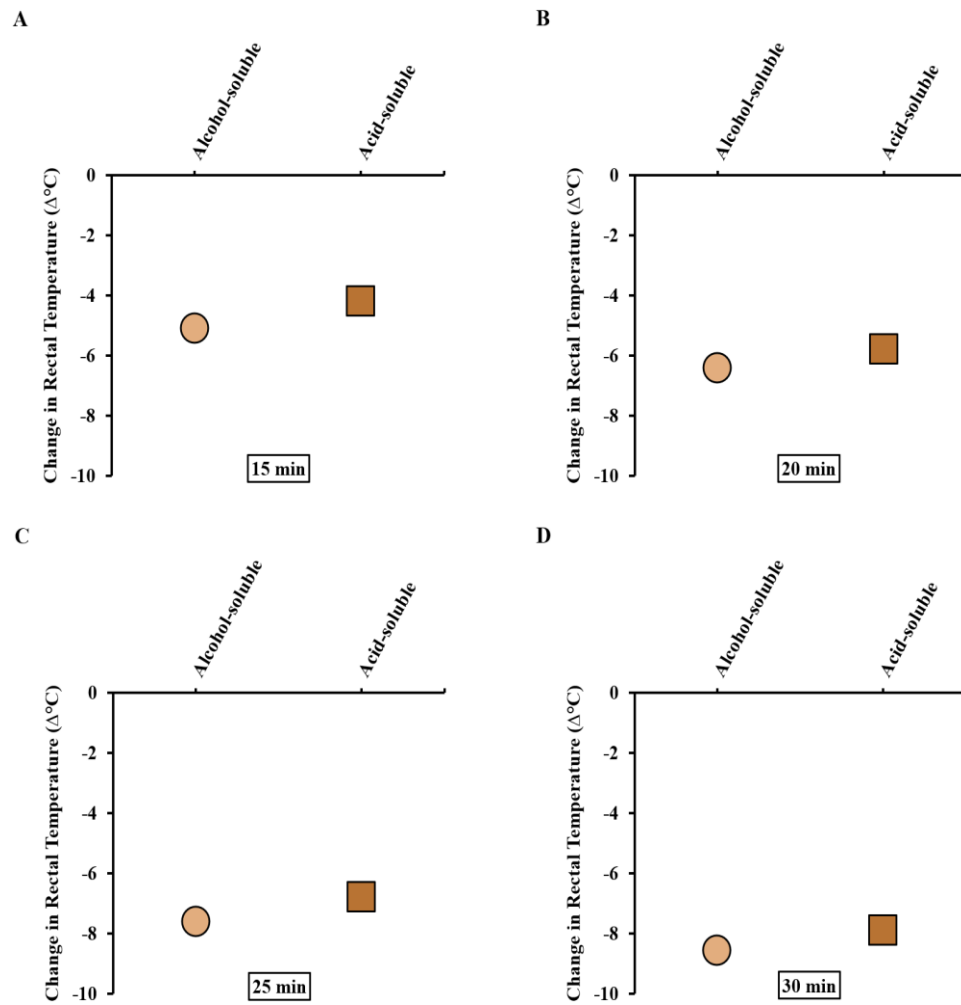 A
Alcohol-soluble
Acid-soluble
Change in Rectal Temperature (Δ°C)
0
-2
-4
-6
-8
-10
15 min
B
Alcohol-soluble
Acid-soluble
Change in Rectal Temperature (Δ°C)
0
-2
-4
-6
-8
-10
20 min
C
Alcohol-soluble
Acid-soluble
Change in Rectal Temperature (Δ°C)
0
-2
-4
-6
-8
-10
25 min
D
Alcohol-soluble
Acid-soluble
Change in Rectal Temperature (Δ°C)
0
-2
-4
-6
-8
-10
30 min